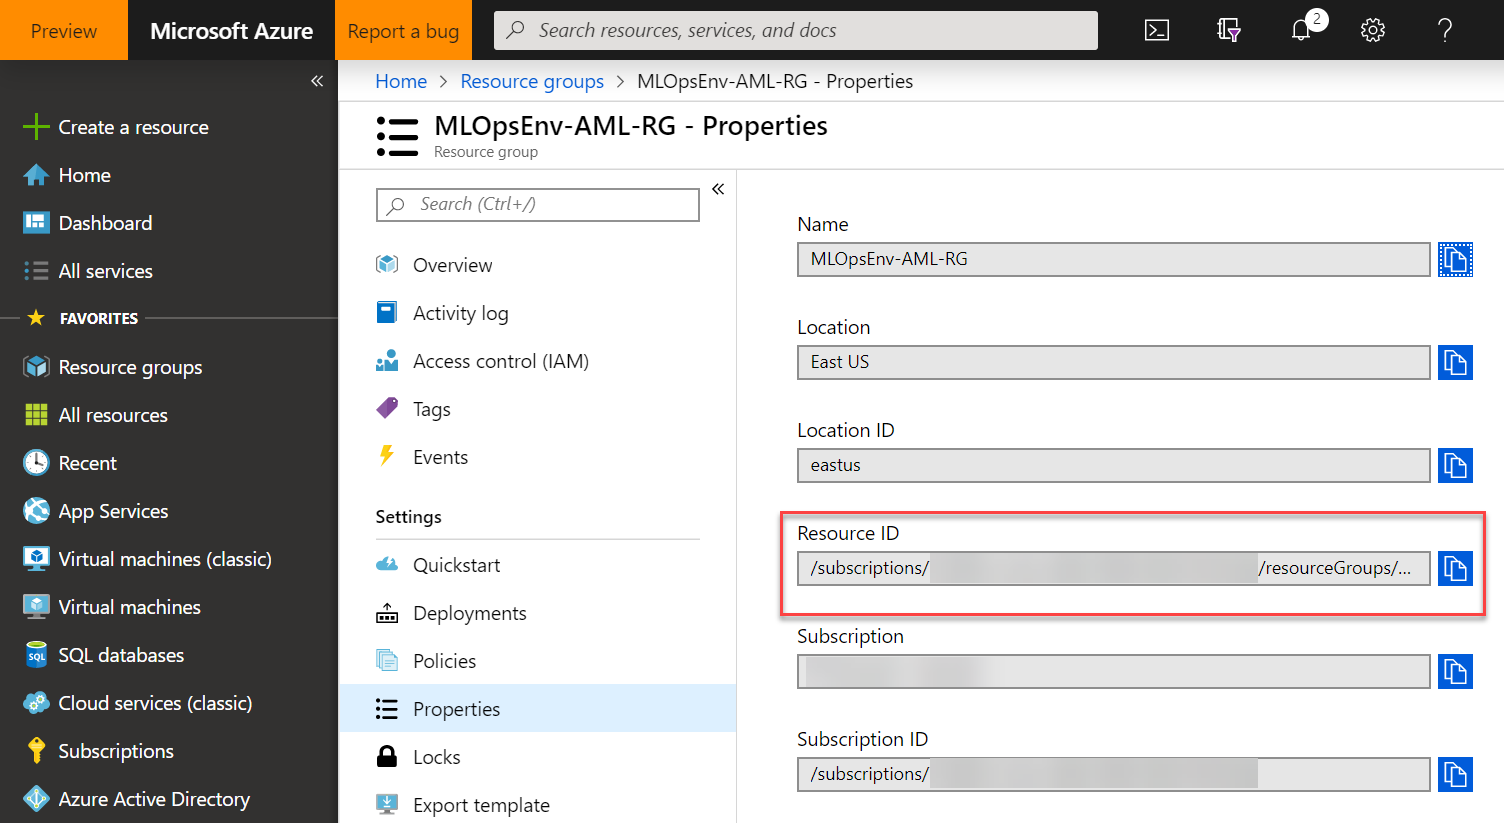 Preview
Microsoft Azure
Report a bug
Search resources, services, and docs
2
Create a resource
Home
Dashboard
All services
FAVORITES
Resource groups
All resources
Recent
App Services
Virtual machines (classic)
Virtual machines
SQL
SQL databases
Cloud services (classic)
Subscriptions
Azure Active Directory
Home > Resource groups > MLOpsEnv-AML-RG - Properties
MLOpsEnv-AML-RG - Properties
Resource group
Search (Ctrl+/)
Overview
Activity log
Access control (IAM)
Tags
Events
Settings
Quickstart
Deployments
Policies
Properties
Locks
Export template
Name
MLOpsEnv-AML-RG
Location
East US
Location ID
eastus
Resource ID
/subscriptions/ /resourceGroups/...
Subscription
Subscription ID
/subscriptions/